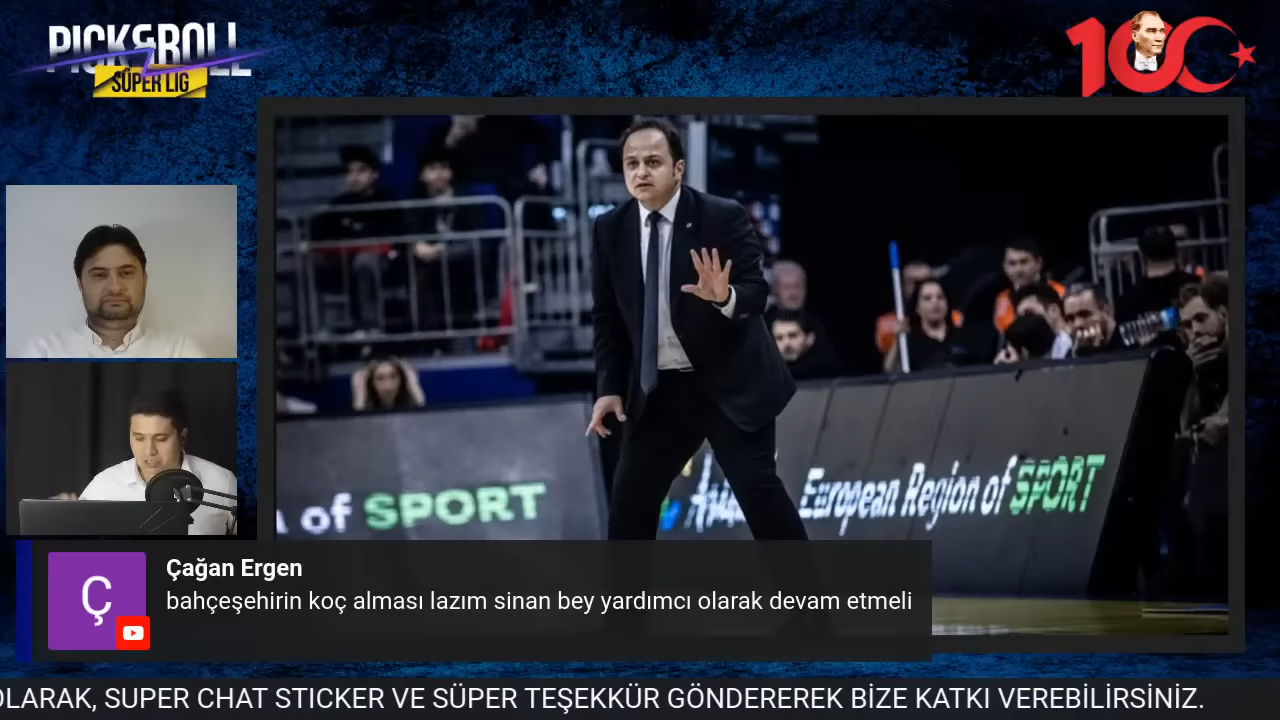 PICK&ROLL
SÜPER LIG
100
of SPORT
European Region of SPORT
Ç
Çağan Ergen
bahçeşehirin koç alması lazım sinan bey yardımcı olarak devam etmeli
OLARAK, SUPER CHAT STICKER VE SÜPER TEŞEKKÜR GÖNDEREREK BİZE KATKI VEREBİLİRSİNİZ.